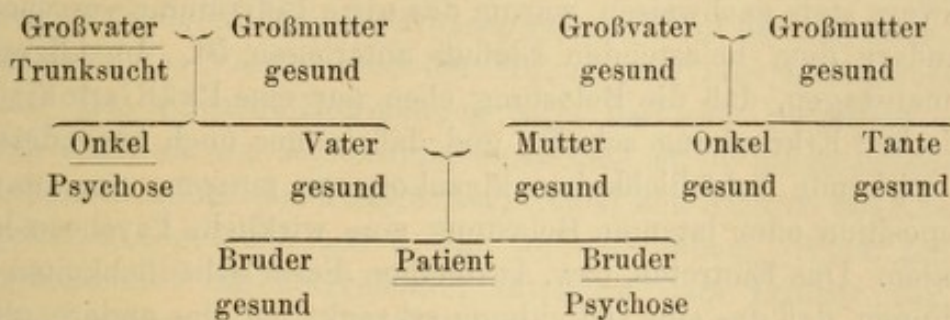 Großvater Großmutter Großvater Großmutter
Trunksucht gesund gesund gesund
Onkel Vater Mutter Onkel Tante
Psychose gesund gesund gesund gesund
Bruder Patient Bruder
gesund Psychose